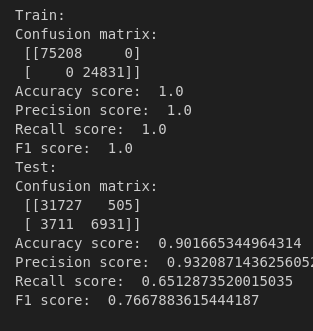 Train:
Confusion matrix:
[[75208     0]
[    0 24831]]
Accuracy score:  1.0
Precision score:  1.0
Recall score:  1.0
F1 score:  1.0
Test:
Confusion matrix:
[[31727   505]
[ 3711  6931]]
Accuracy score:  0.901665344964314
Precision score:  0.9320871436256052
Recall score:  0.6512873520015035
F1 score:  0.7667883615444187